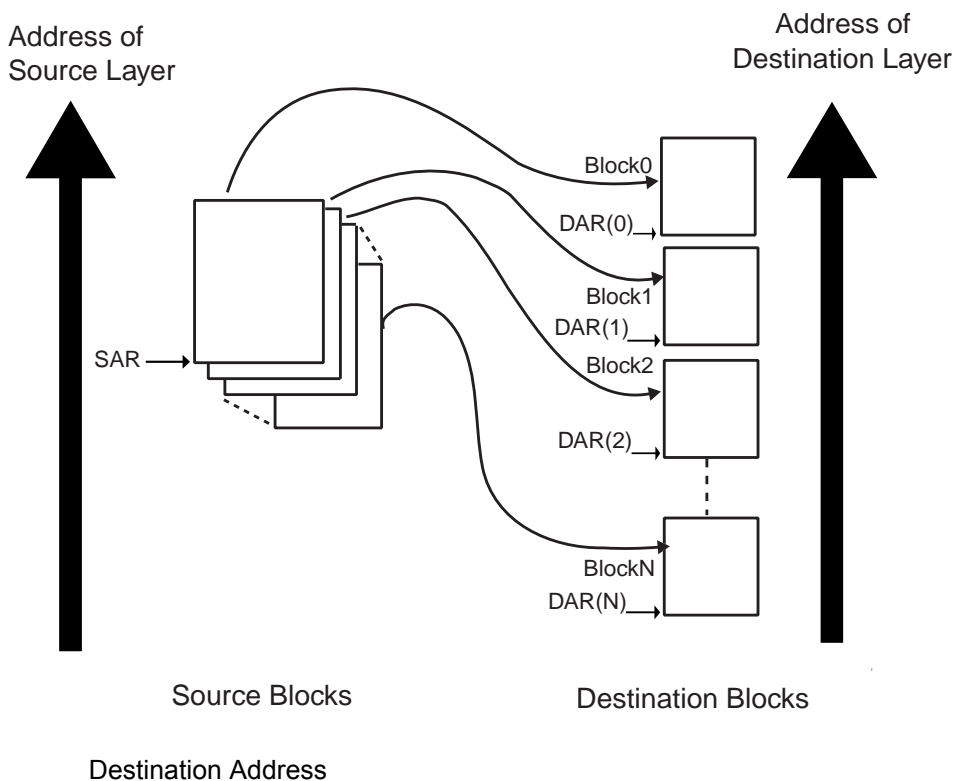 Address of
Source Layer
Address of
Destination Layer
Block0
DAR(0)
Block1
DAR(1)
SAR
Block2
DAR(2)
BlockN
DAR(N)
Source Blocks
Destination Blocks
Destination Address